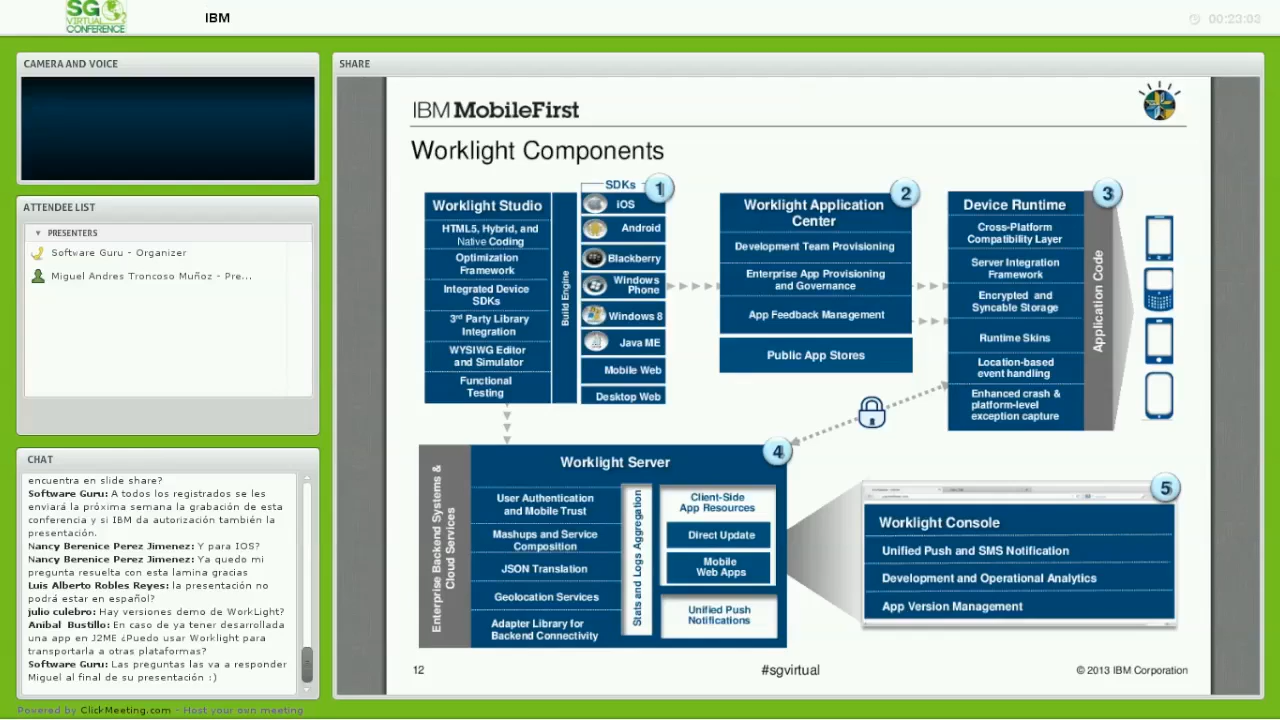 SG
VIRTUAL
CONFERENCE
IBM
00:23:03
CAMERA AND VOICE
ATTENDEE LIST
PRESENTERS
Software Guru - Organizer
Miguel Andres Troncoso Muñoz - Pre...
CHAT
encuentra en slide share?
Software Guru: A todos los registrados se les
enviará la próxima semana la grabación de esta
conferencia y si IBM da autorización también la
presentación.
Nancy Berenice Perez Jimenez: Y para IOS?
Nancy Berenice Perez Jimenez: Ya quedo mi
pregunta resuelta con esta lamina gracias
Luis Alberto Robles Reyes: la presentación no
podrá estar en español?
julio culebro: Hay versiones demo de WorkLight?
Anibal Bustillo: En caso de ya tener desarrollada
una app en J2ME ¿Puedo usar Worklight para
transportarla a otras plataformas?
Software Guru: Las preguntas las va a responder
Miguel al final de su presentación :)
Powered by ClickMeeting.com - Host your own meeting
SHARE
IBM MobileFirst
Worklight Components
Worklight Studio
HTML5, Hybrid, and
Native Coding
Optimization
Framework
Integrated Device
SDKs
3rd Party Library
Integration
WYSIWG Editor
and Simulator
Functional
Testing
Build Engine
SDKs
1
iOS
Android
Blackberry
Windows
Phone
Windows 8
Java ME
Mobile Web
Desktop Web
2
Worklight Application
Center
Development Team Provisioning
Enterprise App Provisioning
and Governance
App Feedback Management
Public App Stores
3
Device Runtime
Cross-Platform
Compatibility Layer
Server Integration
Framework
Encrypted and
Syncable Storage
Runtime Skins
Location-based
event handling
Enhanced crash &
platform-level
exception capture
Application Code
4
Worklight Server
Enterprise Backend Systems &
Cloud Services
User Authentication
and Mobile Trust
Mashups and Service
Composition
JSON Translation
Geolocation Services
Adapter Library for
Backend Connectivity
Stats and Logs Aggregation
Client-Side
App Resources
Direct Update
Mobile
Web Apps
Unified Push
Notifications
5
Worklight Console
Unified Push and SMS Notification
Development and Operational Analytics
App Version Management
12
#sgvirtual
© 2013 IBM Corporation